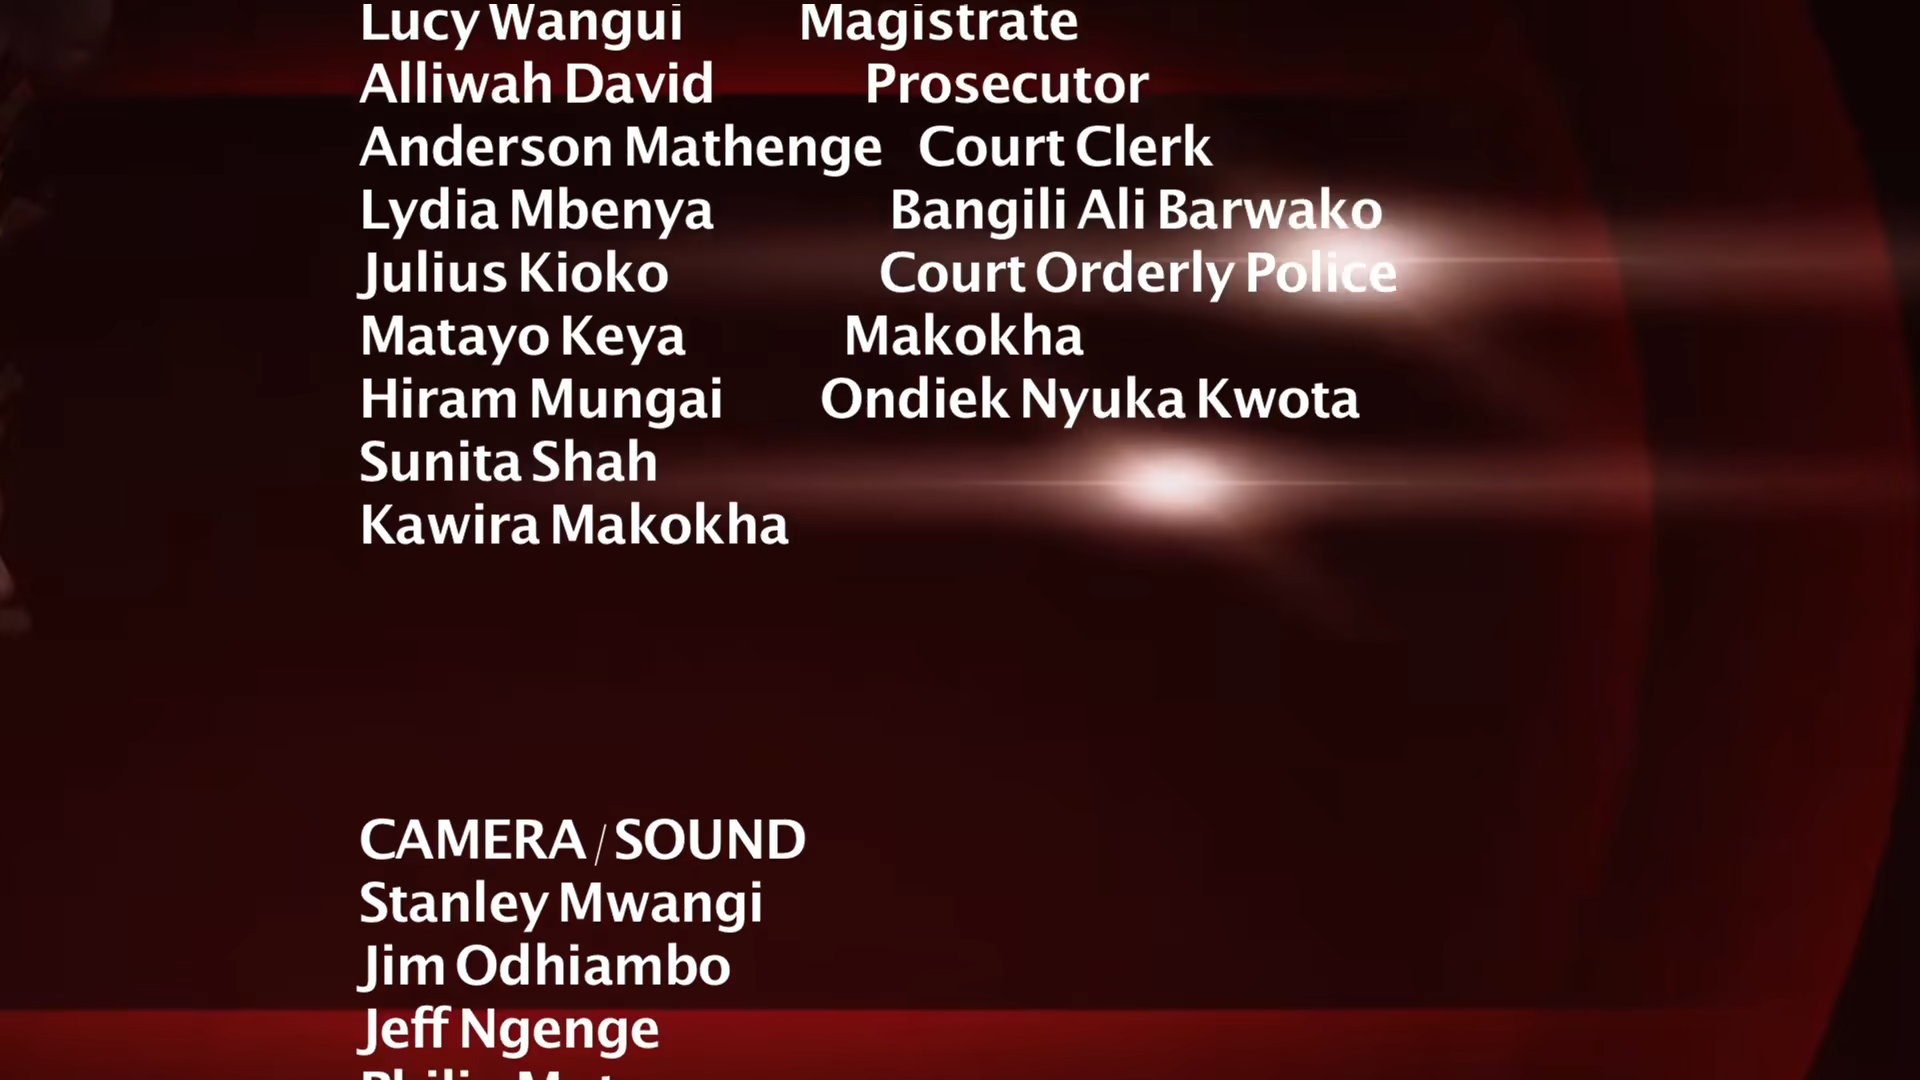 Lucy Wangui Magistrate
Alliwah David Prosecutor
Anderson Mathenge Court Clerk
Lydia Mbenya Bangili Ali Barwako
Julius Kioko Court Orderly Police
Matayo Keya Makokha
Hiram Mungai Ondiek Nyuka Kwota
Sunita Shah
Kawira Makokha
CAMERA / SOUND
Stanley Mwangi
Jim Odhiambo
Jeff Ngenge